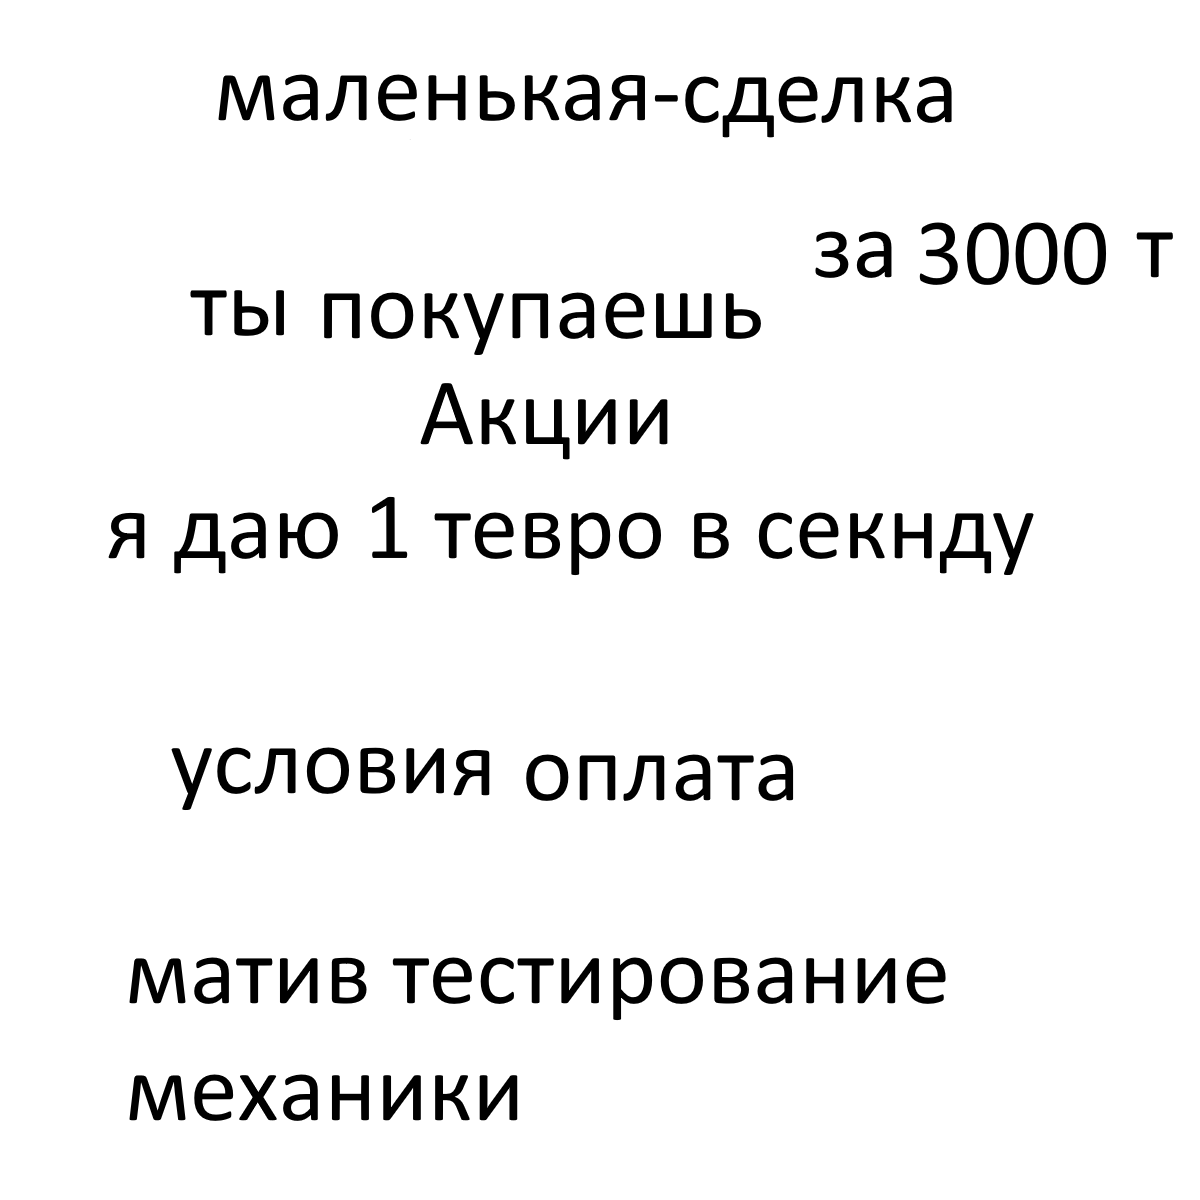 маленькая-сделка
за 3000 т
ты покупаешь
Акции
я даю 1 тевро в секнду
условия оплата
матив тестирование
механики